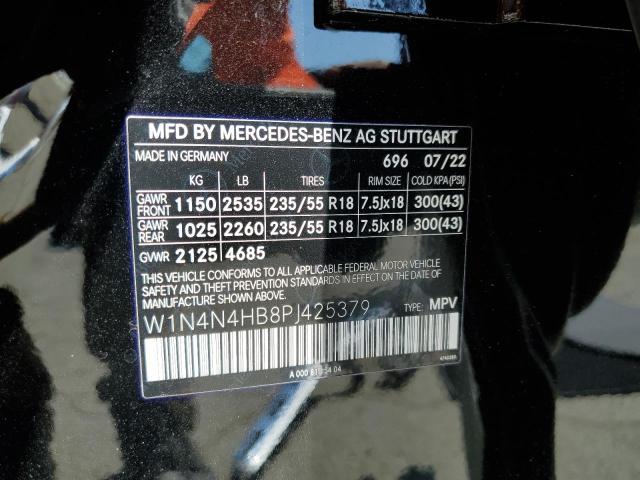 MFD BY MERCEDES-BENZ AG STUTTGART
MADE IN GERMANY 696 07/22
KG LB TIRES RIM SIZE COLD KPA(PSI)
GAWR FRONT 1150 2535 235/55 R18 7.5Jx18 300(43)
GAWR REAR 1025 2260 235/55 R18 7.5Jx18 300(43)
GVWR 2125 4685
THIS VEHICLE CONFORMS TO ALL APPLICABLE FEDERAL MOTOR VEHICLE
SAFETY AND THEFT PREVENTION STANDARDS IN EFFECT ON THE DATE OF
MANUFACTURE SHOWN ABOVE.
W1N4N4HB8PJ425379 TYPE: MPV
A 000